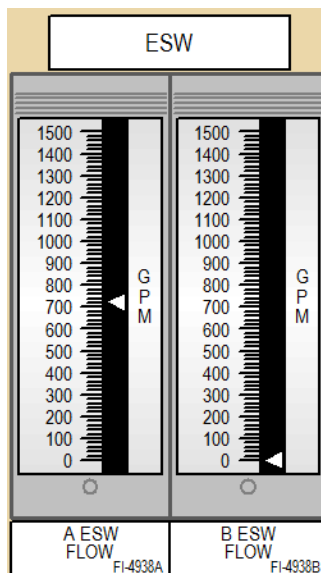 ESW
1500
1400
1300
1200
1100
1000
900
800
700
600
500
400
300
200
100
0
G
P
M
1500
1400
1300
1200
1100
1000
900
800
700
600
500
400
300
200
100
0
G
P
M
A ESW
FLOW
FI-4938A
B ESW
FLOW
FI-4938B